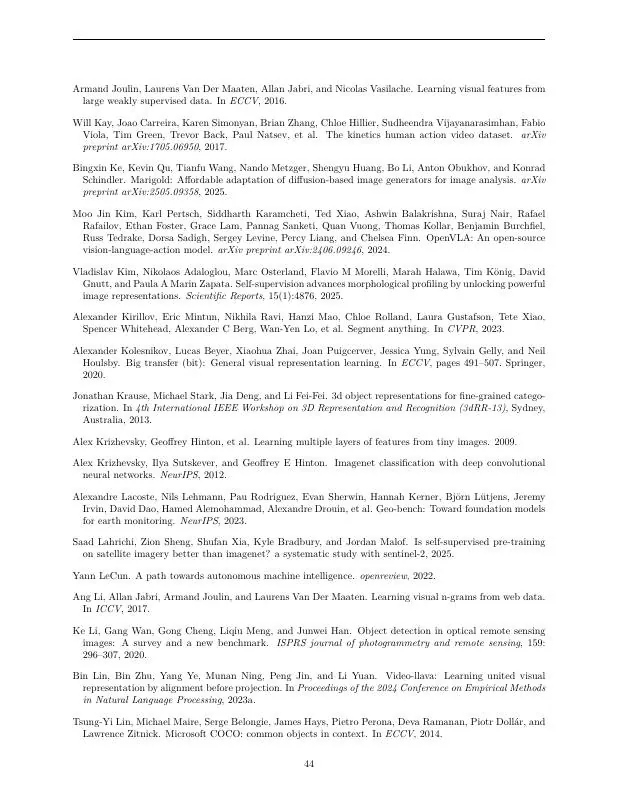 Armand Joulin, Laurens Van Der Maaten, Allan Jabri, and Nicolas Vasilache. Learning visual features from
large weakly supervised data. In ECCV, 2016.
Will Kay, Joao Carreira, Karen Simonyan, Brian Zhang, Chloe Hillier, Sudheendra Vijayanarasimhan, Fabio
Viola, Tim Green, Trevor Back, Paul Natsev, et al. The kinetics human action video dataset. arXiv
preprint arXiv:1705.06950, 2017.
Bingxin Ke, Kevin Qu, Tianfu Wang, Nando Metzger, Shengyu Huang, Bo Li, Anton Obukhov, and Konrad
Schindler. Marigold: Affordable adaptation of diffusion-based image generators for image analysis. arXiv
preprint arXiv:2505.09358, 2025.
Moo Jin Kim, Karl Pertsch, Siddharth Karamcheti, Ted Xiao, Ashwin Balakrishna, Suraj Nair, Rafael
Rafailov, Ethan Foster, Grace Lam, Pannag Sanketi, Quan Vuong, Thomas Kollar, Benjamin Burchfiel,
Russ Tedrake, Dorsa Sadigh, Sergey Levine, Percy Liang, and Chelsea Finn. OpenVLA: An open-source
vision-language-action model. arXiv preprint arXiv:2406.09246, 2024.
Vladislav Kim, Nikolaos Adaloglou, Marc Osterland, Flavio M Morelli, Marah Halawa, Tim König, David
Gnutt, and Paula A Marin Zapata. Self-supervision advances morphological profiling by unlocking powerful
image representations. Scientific Reports, 15(1):4876, 2025.
Alexander Kirillov, Eric Mintun, Nikhila Ravi, Hanzi Mao, Chloe Rolland, Laura Gustafson, Tete Xiao,
Spencer Whitehead, Alexander C Berg, Wan-Yen Lo, et al. Segment anything. In CVPR, 2023.
Alexander Kolesnikov, Lucas Beyer, Xiaohua Zhai, Joan Puigcerver, Jessica Yung, Sylvain Gelly, and Neil
Houlsby. Big transfer (bit): General visual representation learning. In ECCV, pages 491–507. Springer,
2020.
Jonathan Krause, Michael Stark, Jia Deng, and Li Fei-Fei. 3d object representations for fine-grained catego-
rization. In 4th International IEEE Workshop on 3D Representation and Recognition (3dRR-13), Sydney,
Australia, 2013.
Alex Krizhevsky, Geoffrey Hinton, et al. Learning multiple layers of features from tiny images. 2009.
Alex Krizhevsky, Ilya Sutskever, and Geoffrey E Hinton. Imagenet classification with deep convolutional
neural networks. NeurIPS, 2012.
Alexandre Lacoste, Nils Lehmann, Pau Rodriguez, Evan Sherwin, Hannah Kerner, Björn Lütjens, Jeremy
Irvin, David Dao, Hamed Alemohammad, Alexandre Drouin, et al. Geo-bench: Toward foundation models
for earth monitoring. NeurIPS, 2023.
Saad Lahrichi, Zion Sheng, Shufan Xia, Kyle Bradbury, and Jordan Malof. Is self-supervised pre-training
on satellite imagery better than imagenet? a systematic study with sentinel-2, 2025.
Yann LeCun. A path towards autonomous machine intelligence. openreview, 2022.
Ang Li, Allan Jabri, Armand Joulin, and Laurens Van Der Maaten. Learning visual n-grams from web data.
In ICCV, 2017.
Ke Li, Gang Wan, Gong Cheng, Liqiu Meng, and Junwei Han. Object detection in optical remote sensing
images: A survey and a new benchmark. ISPRS journal of photogrammetry and remote sensing, 159:
296–307, 2020.
Bin Lin, Bin Zhu, Yang Ye, Munan Ning, Peng Jin, and Li Yuan. Video-llava: Learning united visual
representation by alignment before projection. In Proceedings of the 2024 Conference on Empirical Methods
in Natural Language Processing, 2023a.
Tsung-Yi Lin, Michael Maire, Serge Belongie, James Hays, Pietro Perona, Deva Ramanan, Piotr Dollár, and
Lawrence Zitnick. Microsoft COCO: common objects in context. In ECCV, 2014.
44